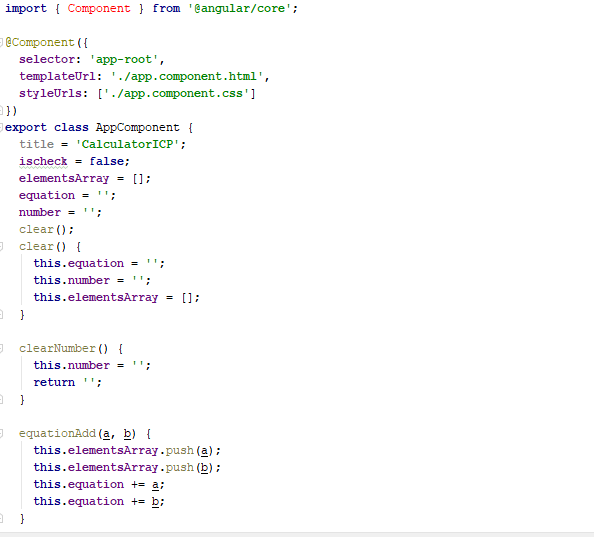 import { Component } from '@angular/core';
@Component({
selector: 'app-root',
templateUrl: './app.component.html',
styleUrls: ['./app.component.css']
})
export class AppComponent {
title = 'CalculatorICP';
ischeck = false;
elementsArray = [];
equation = '';
number = '';
clear();
clear() {
this.equation = '';
this.number = '';
this.elementsArray = [];
}
clearNumber() {
this.number = '';
return '';
}
equationAdd(a, b) {
this.elementsArray.push(a);
this.elementsArray.push(b);
this.equation += a;
this.equation += b;
}